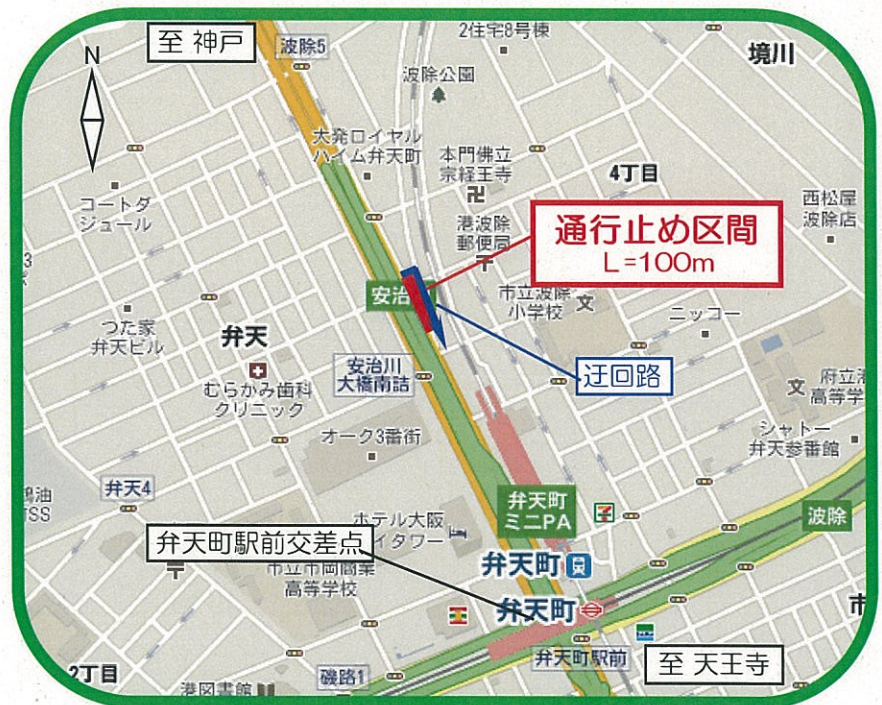 至 神戸
N
波除5
2住宅8号棟
境川
波除公園
大発ロイヤル
ハイム弁天町
本門佛立
宗経王寺
4丁目
コートダ
ジュール
西松屋
波除店
港波除
郵便局
通行止め区間
L=100m
3
安治
市立波除
小学校
文
ニッコー
つた家
弁天ビル
弁天
安治川
大橋南詰
迂回路
むらかみ歯科
クリニック
文
府立港
高等学
オーク3番街
シャトー
弁天参番館
弁天4
弁天町
ミニPA
波除
ホテル大阪
イタワー
弁天町駅前交差点
市立市岡商業
高等学校
弁天町
弁天町
市
弁天町駅前
至 天王寺
2丁目
港図書館
磯路1